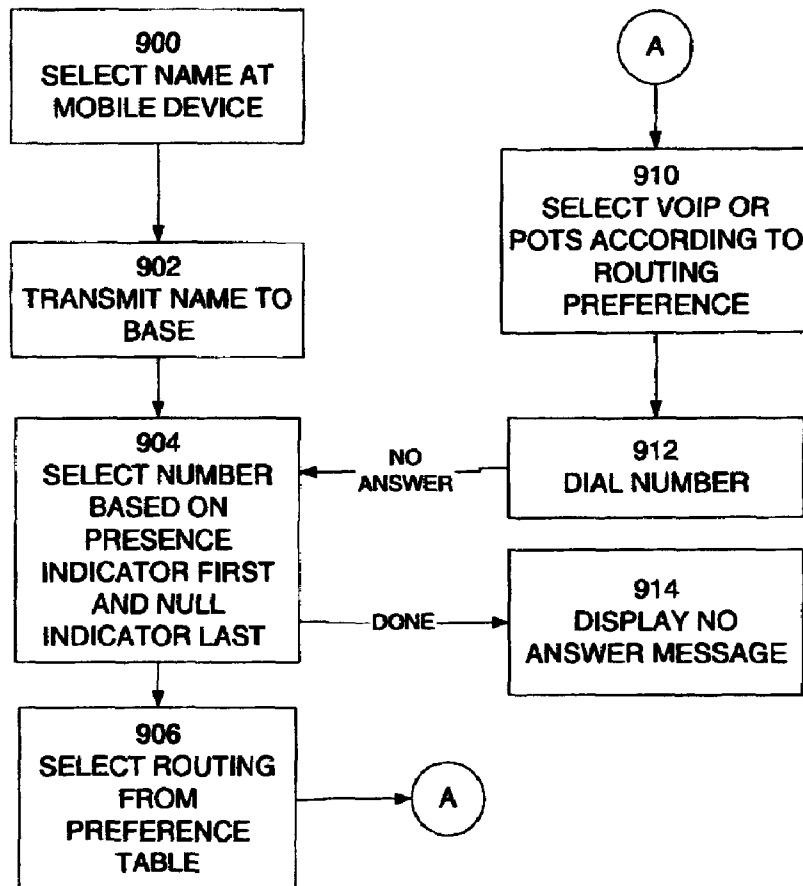 900
SELECT NAME AT
MOBILE DEVICE
902
TRANSMIT NAME TO
BASE
904
SELECT NUMBER
BASED ON
PRESENCE
INDICATOR FIRST
AND NULL
INDICATOR LAST
906
SELECT ROUTING
FROM
PREFERENCE
TABLE
A
A
910
SELECT VOIP OR
POTS ACCORDING TO
ROUTING
PREFERENCE
912
DIAL NUMBER
NO
ANSWER
DONE
914
DISPLAY NO
ANSWER MESSAGE